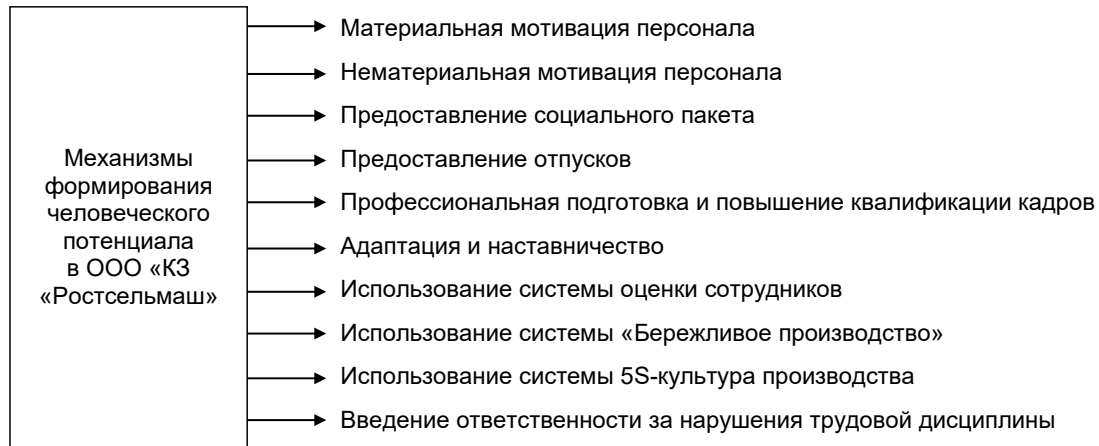 Механизмы
формирования
человеческого
потенциала
в ООО «КЗ
«Ростсельмаш»
Материальная мотивация персонала
Нематериальная мотивация персонала
Предоставление социального пакета
Предоставление отпусков
Профессиональная подготовка и повышение квалификации кадров
Адаптация и наставничество
Использование системы оценки сотрудников
Использование системы «Бережливое производство»
Использование системы 5S-культура производства
Введение ответственности за нарушения трудовой дисциплины